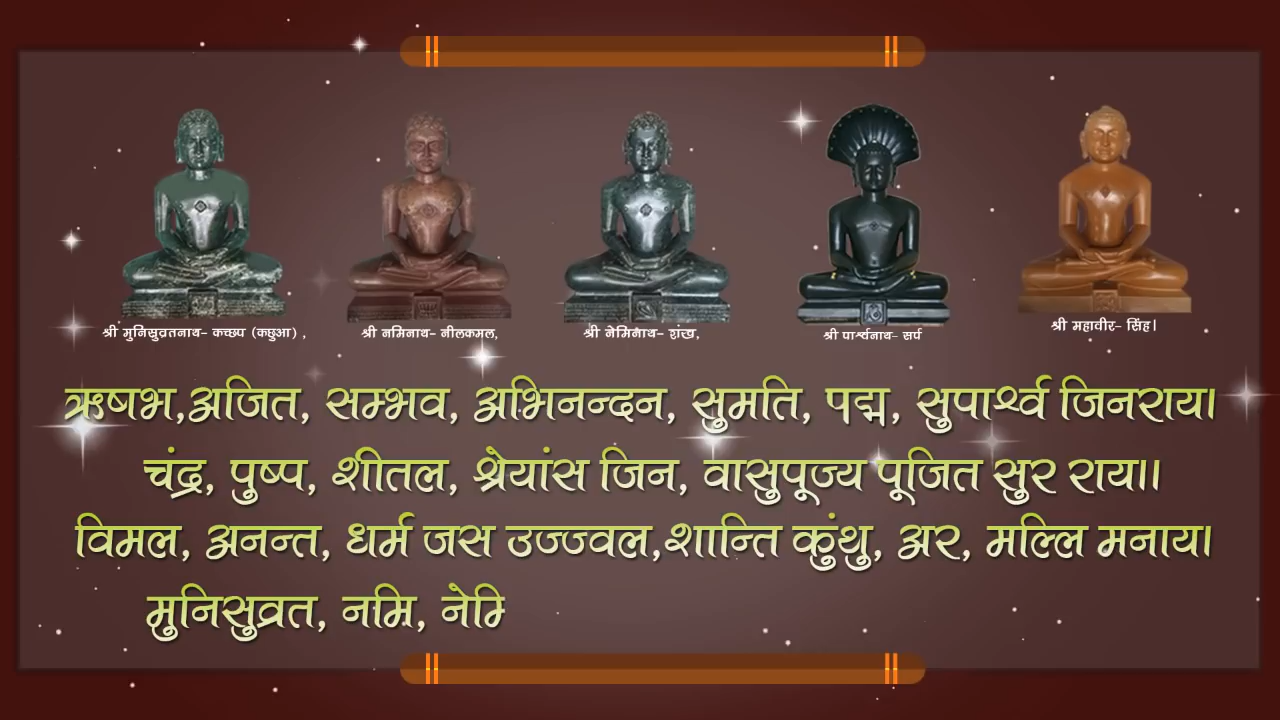 श्री मुनिसुव्रतनाथ- कच्छप (कछुआ) ,
श्री नमिनाथ- नीलकमल,
श्री नेमिनाथ- शंख,
श्री पार्श्वनाथ- सर्प
श्री महावीर- सिंह।
ऋषभ,अजित, सम्भव, अभिनन्दन, सुमति, पद्म, सुपार्श्व जिनराय।
चंद्र, पुष्प, शीतल, श्रेयांस जिन, वासुपूज्य पूजित सुर राय।।
विमल, अनन्त, धर्म जस उज्ज्वल,शान्ति कुंथु, अर, मल्लि मनाय।
मुनिसुव्रत, नमि, नेमि